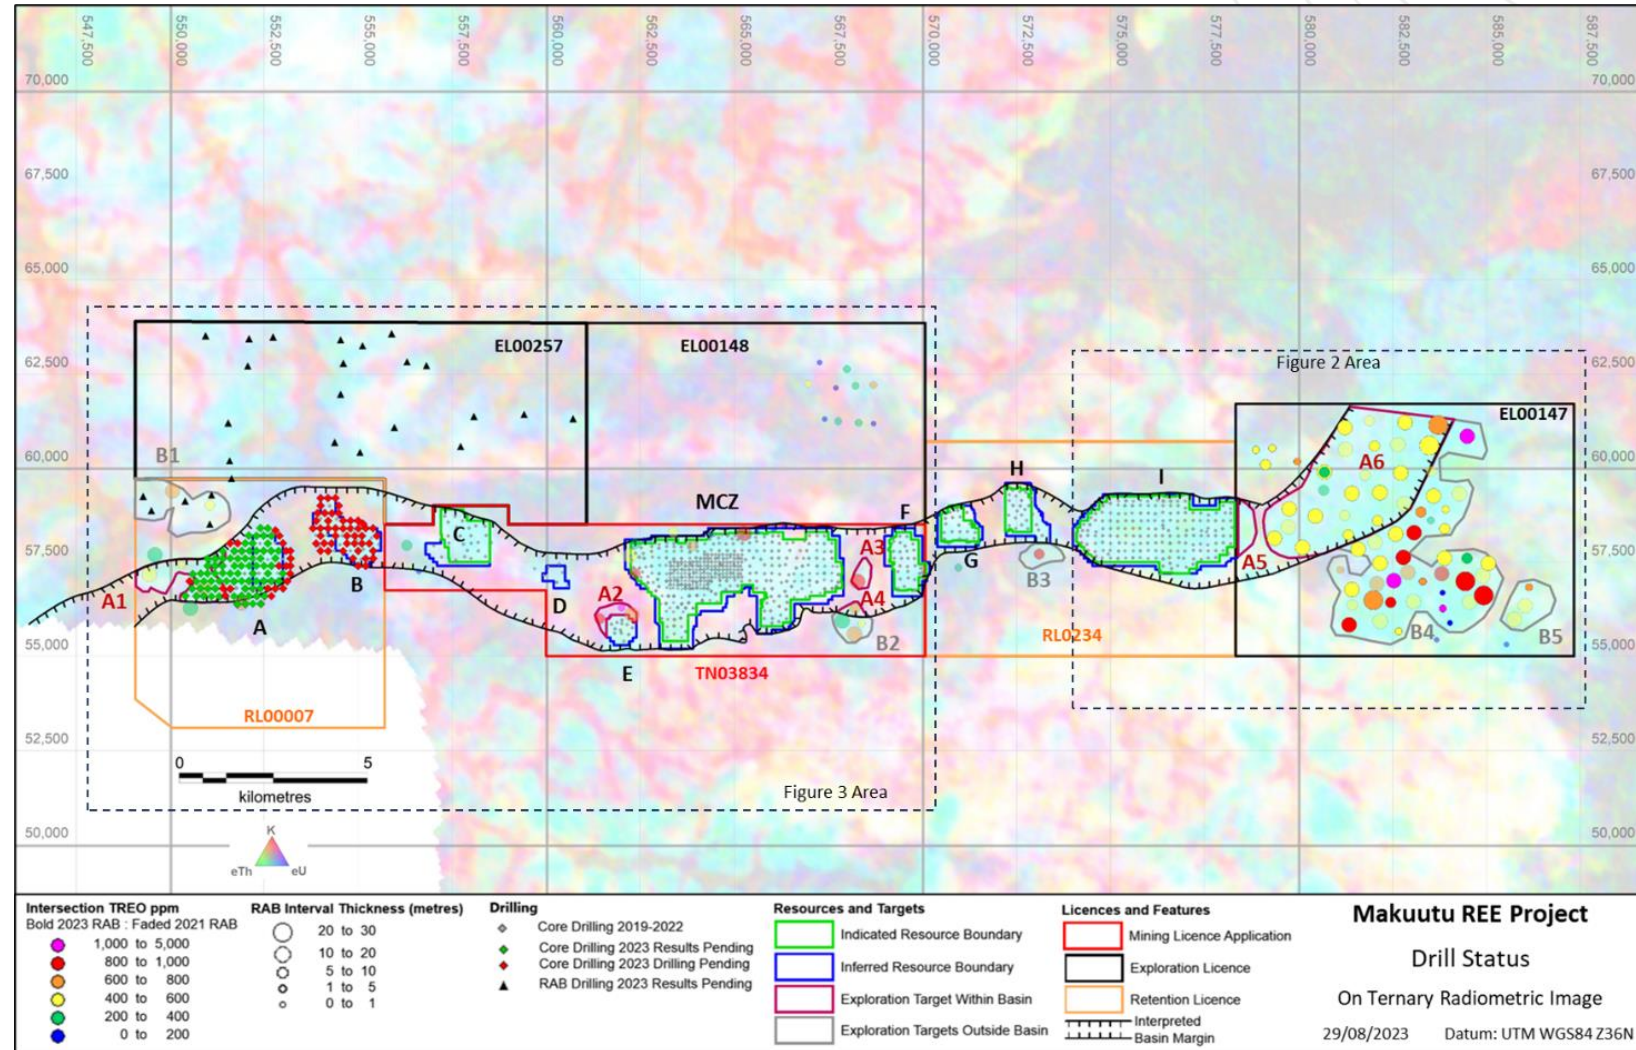 547,500
550,000
552,500
555,000
557,500
560,000
562,500
565,000
567,500
570,000
572,500
575,000
577,500
580,000
582,500
585,000
587,500
70,000
70,000
67,500
67,500
65,000
65,000
62,500
62,500
60,000
60,000
57,500
57,500
55,000
55,000
52,500
52,500
50,000
50,000
EL00257
EL00148
Figure 2 Area
EL00147
B1
MCZ
F
H
I
A6
C
A3
A5
A1
A
B
D
A2
A4
G
B3
B2
B4
B5
E
TN03834
RL0234
RL00007
0 5
kilometres
Figure 3 Area
K
eTh eU
Intersection TREO ppm
Bold 2023 RAB : Faded 2021 RAB
1,000 to 5,000
800 to 1,000
600 to 800
400 to 600
200 to 400
0 to 200
RAB Interval Thickness (metres)
20 to 30
10 to 20
5 to 10
1 to 5
0 to 1
Drilling
Core Drilling 2019-2022
Core Drilling 2023 Results Pending
Core Drilling 2023 Drilling Pending
RAB Drilling 2023 Results Pending
Resources and Targets
Indicated Resource Boundary
Inferred Resource Boundary
Exploration Target Within Basin
Exploration Targets Outside Basin
Licences and Features
Mining Licence Application
Exploration Licence
Retention Licence
Interpreted
Basin Margin
Makuutu REE Project
Drill Status
On Ternary Radiometric Image
29/08/2023 Datum: UTM WGS84 Z36N